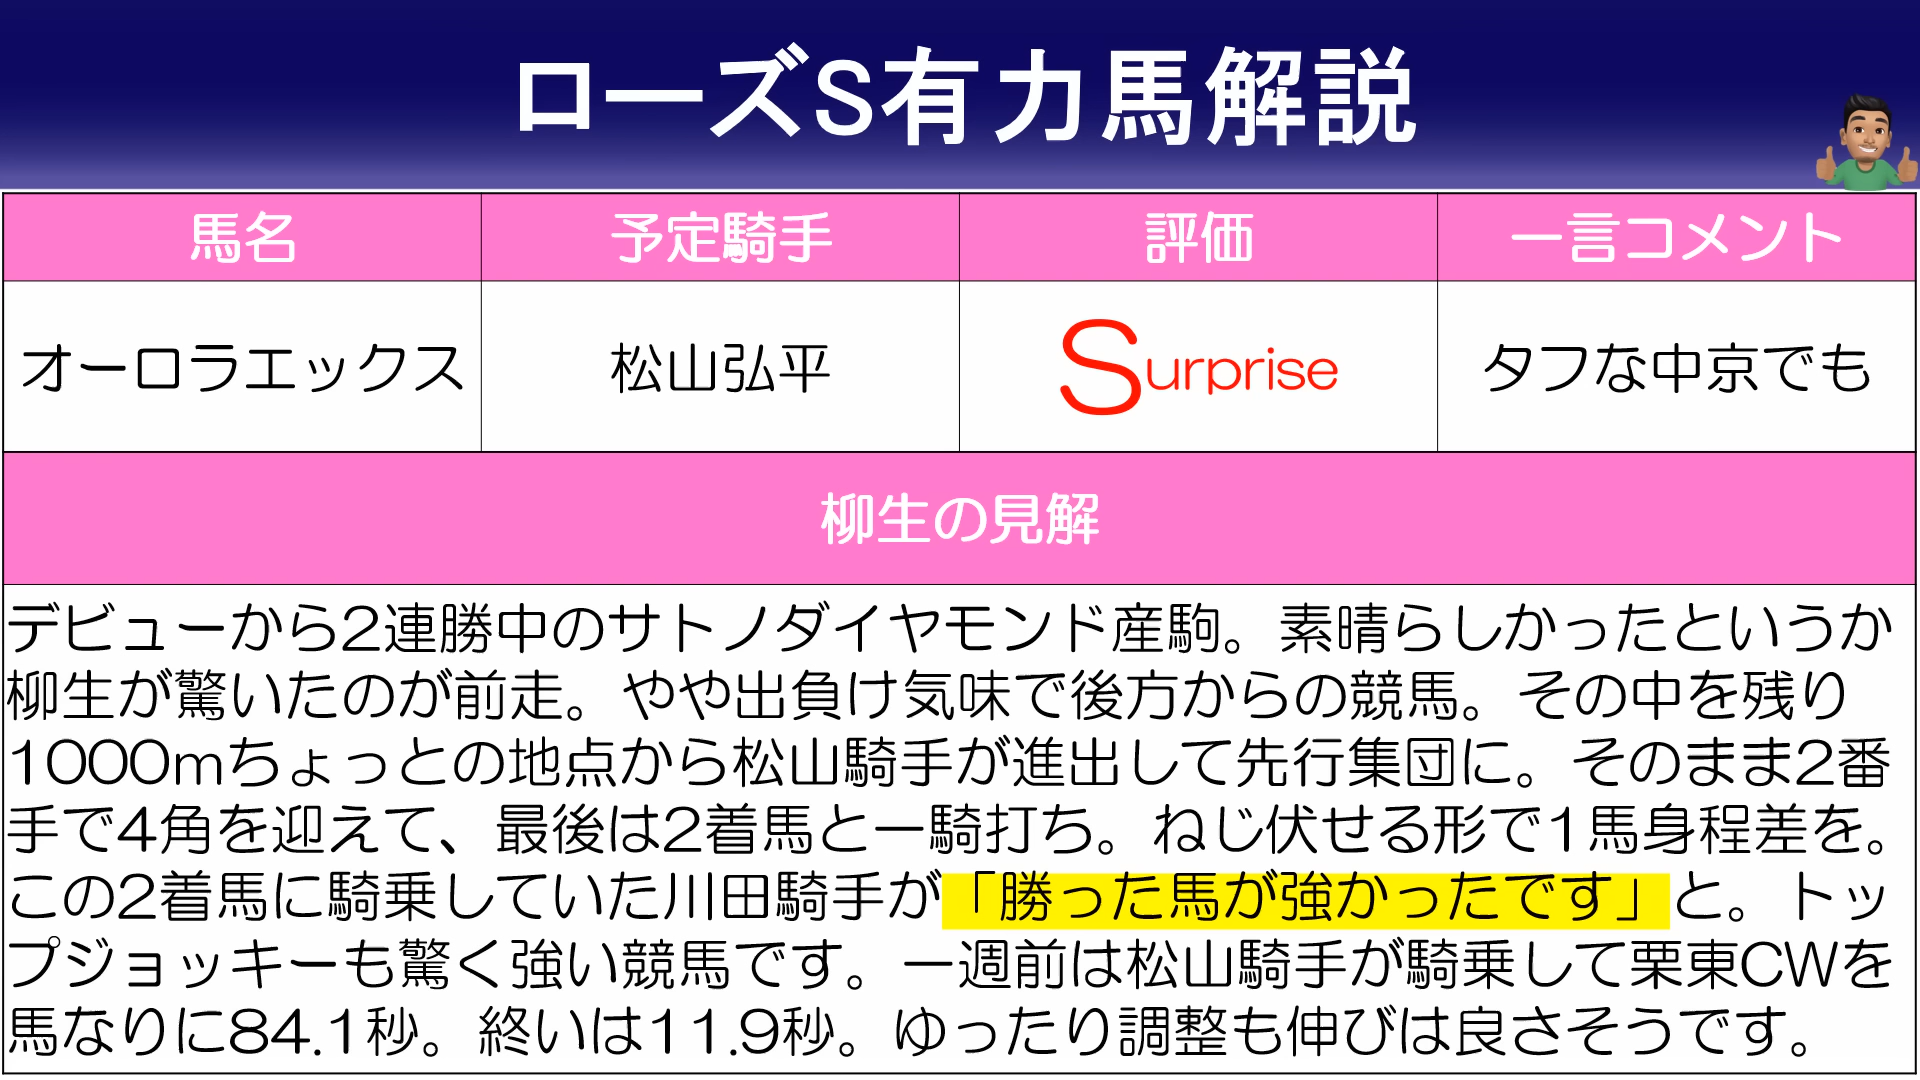 ローズS有力馬解説
馬名 予定騎手 評価 一言コメント
オーロラエックス 松山弘平 Surprise タフな中京でも
柳生の見解
デビューから2連勝中のサトノダイヤモンド産駒。素晴らしかったというか
柳生が驚いたのが前走。やや出負け気味で後方からの競馬。その中を残り
1000mちょっとの地点から松山騎手が進出して先行集団に。そのまま2番
手で4角を迎えて、最後は2着馬と一騎打ち。ねじ伏せる形で1馬身程差を。
この2着馬に騎乗していた川田騎手が「勝った馬が強かったです」と。トッ
プジョッキーも驚く強い競馬です。一週前は松山騎手が騎乗して栗東CWを
馬なりに84.1秒。終いは11.9秒。ゆったり調整も伸びは良さそうです。